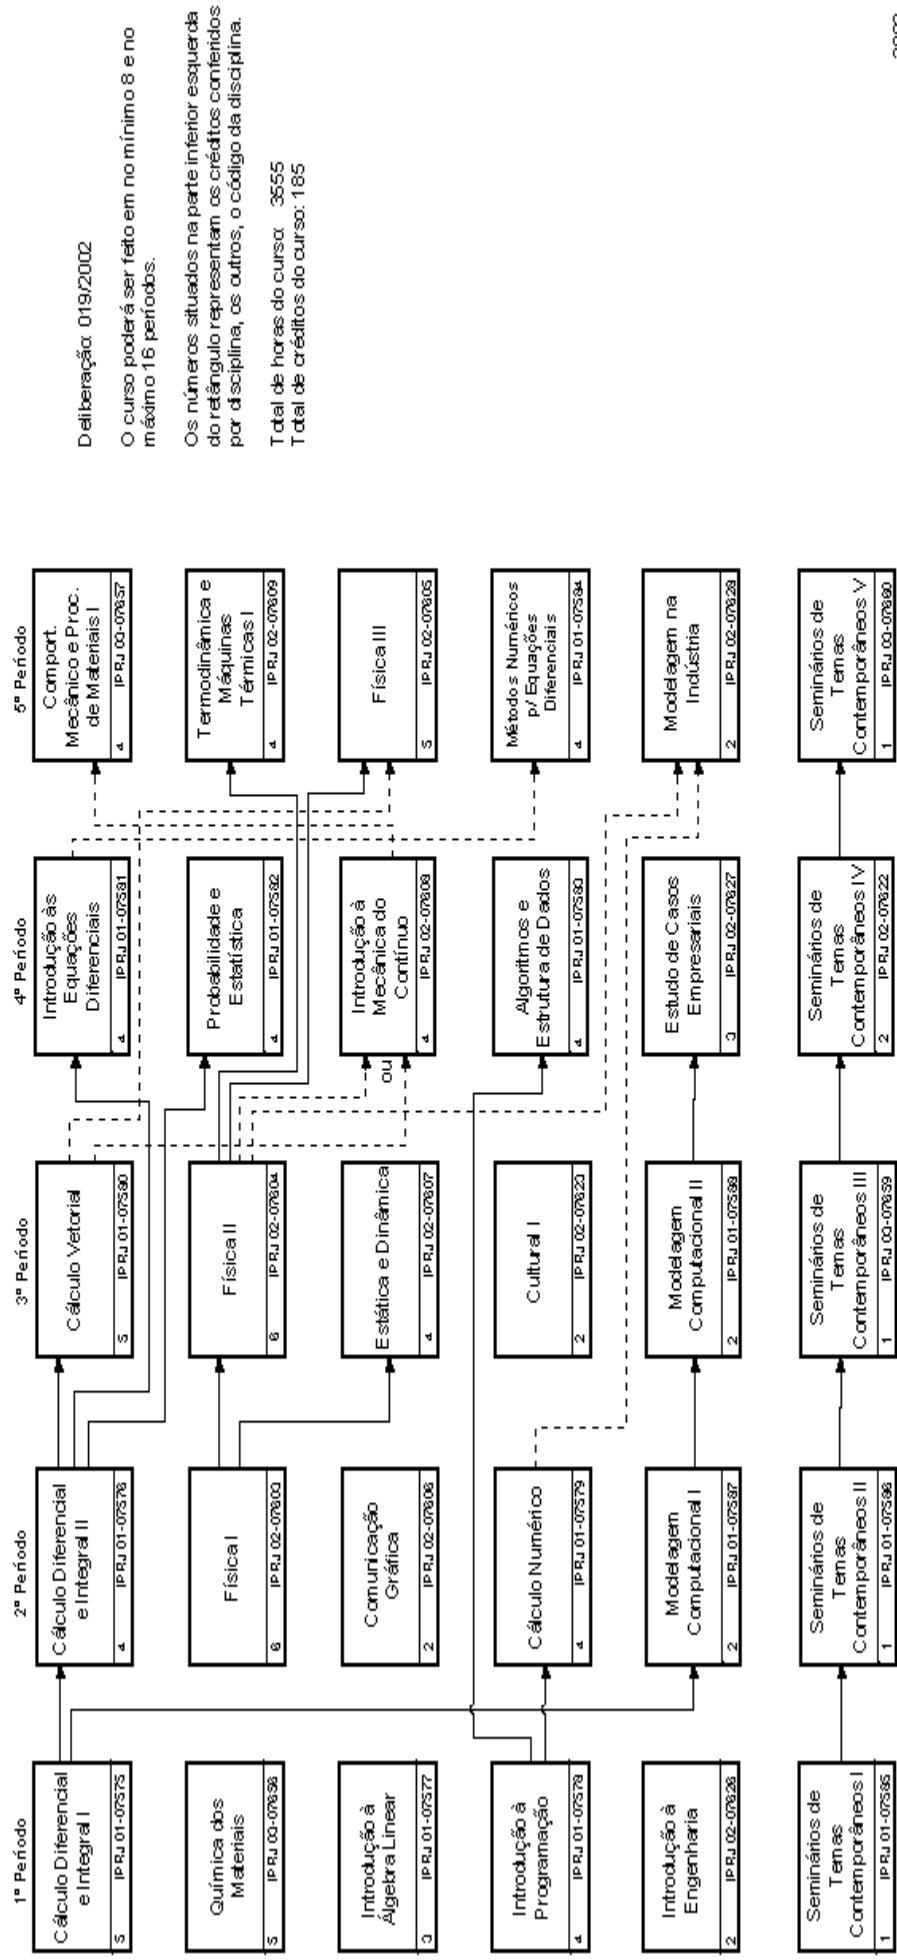 1º Período
Cálculo Diferencial
e Integral I
5 IPRJ 01-07575
Química dos
Materiais
5 IPRJ 03-07656
Introdução à
Álgebra Linear
3 IPRJ 01-07577
Introdução à
Programação
4 IPRJ 01-07578
Introdução à
Engenharia
2 IPRJ 02-07626
Seminários de
Temas
Contemporâneos I
1 IPRJ 01-07585
2º Período
Cálculo Diferencial
e Integral II
4 IPRJ 01-07576
Física I
6 IPRJ 02-07603
Comunicação
Gráfica
2 IPRJ 02-07606
Cálculo Numérico
4 IPRJ 01-07579
Modelagem
Computacional I
2 IPRJ 01-07587
Seminários de
Temas
Contemporâneos II
1 IPRJ 01-07586
3º Período
Cálculo Vetorial
5 IPRJ 01-07580
Física II
6 IPRJ 02-07604
Estática e Dinâmica
4 IPRJ 02-07607
Cultural I
2 IPRJ 02-07623
Modelagem
Computacional II
2 IPRJ 01-07588
Seminários de
Temas
Contemporâneos III
1 IPRJ 03-07659
4º Período
Introdução às
Equações
Diferenciais
4 IPRJ 01-07581
Probabilidade e
Estatística
4 IPRJ 01-07582
ou
Introdução à
Mecânica do
Contínuo
4 IPRJ 02-07608
Algoritmos e
Estrutura de Dados
4 IPRJ 01-07583
Estudo de Casos
Empresariais
3 IPRJ 02-07627
Seminários de
Temas
Contemporâneos IV
2 IPRJ 02-07622
5º Período
Comport.
Mecânico e Proc.
de Materiais I
4 IPRJ 03-07657
Termodinâmica e
Máquinas
Térmicas I
4 IPRJ 02-07609
Física III
5 IPRJ 02-07605
Métodos Numéricos
p/ Equações
Diferenciais
4 IPRJ 01-07584
Modelagem na
Indústria
2 IPRJ 02-07628
Seminários de
Temas
Contemporâneos V
1 IPRJ 03-07660
Deliberação: 019/2002
O curso poderá ser feito em no mínimo 8 e no
máximo 16 períodos.
Os números situados na parte inferior esquerda
do retângulo representam os créditos conferidos
por disciplina, os outros, o código da disciplina.
Total de horas do curso: 3555
Total de créditos do curso: 185